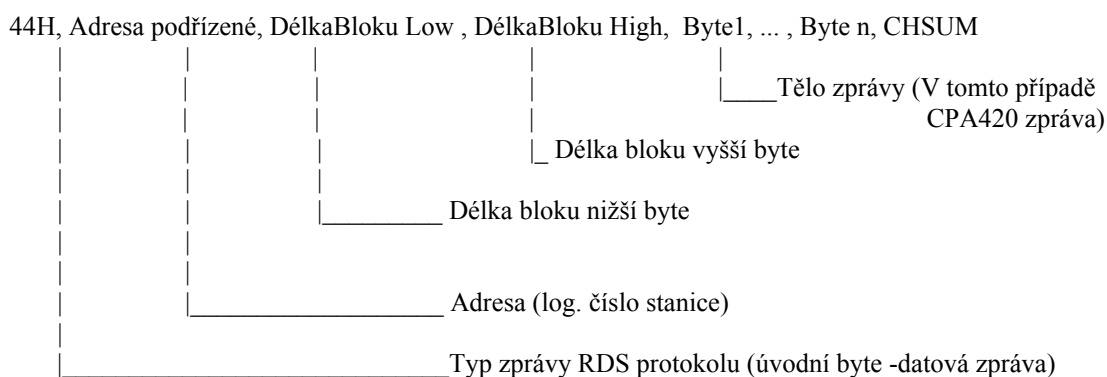 44H, Adresa podřízené, DélkaBloku Low , DélkaBloku High, Byte1, ... , Byte n, CHSUM
Tělo zprávy (V tomto případě
CPA420 zpráva)
Délka bloku vyšší byte
Délka bloku nižší byte
Adresa (log. číslo stanice)
Typ zprávy RDS protokolu (úvodní byte -datová zpráva)